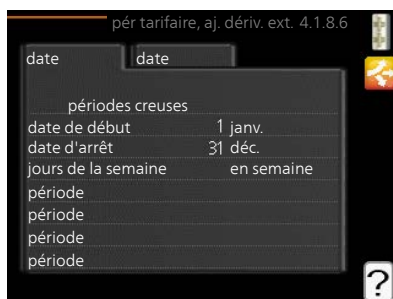 pér tarifaire, aj. dériv. ext. 4.1.8.6
date date
périodes creuses
date de début 1 janv.
date d'arrêt 31 déc.
jours de la semaine en semaine
période
période
période
période
?